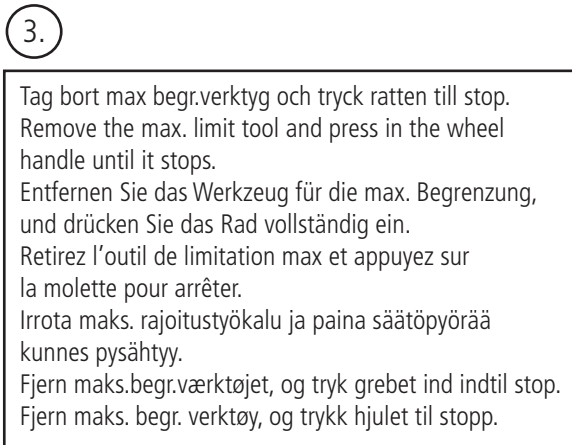 3.
Tag bort max begr.verktyg och tryck ratten till stop.
Remove the max. limit tool and press in the wheel
handle until it stops.
Entfernen Sie das Werkzeug für die max. Begrenzung,
und drücken Sie das Rad vollständig ein.
Retirez l’outil de limitation max et appuyez sur
la molette pour arrêter.
Irrota maks. rajoitustyökalu ja paina säätöpyörää
kunnes pysähtyy.
Fjern maks.begr.værktøjet, og tryk grebet ind indtil stop.
Fjern maks. begr. verktøy, og trykk hjulet til stopp.